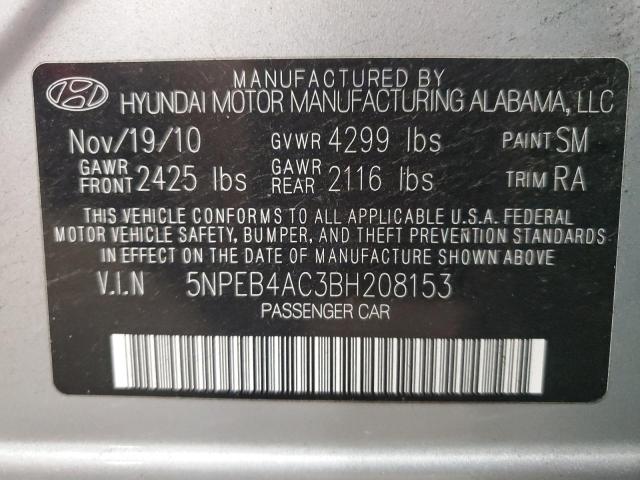 MANUFACTURED BY
HYUNDAI MOTOR MANUFACTURING ALABAMA, LLC
Nov/19/10 GVWR 4299 lbs PAINT SM
GAWR FRONT 2425 lbs GAWR REAR 2116 lbs TRIM RA
THIS VEHICLE CONFORMS TO ALL APPLICABLE U.S.A. FEDERAL
MOTOR VEHICLE SAFETY, BUMPER, AND THEFT PREVENTION STANDARDS
IN EFFECT ON THE DATE OF MANUFACTURE SHOWN ABOVE.
V.I.N 5NPEB4AC3BH208153
PASSENGER CAR